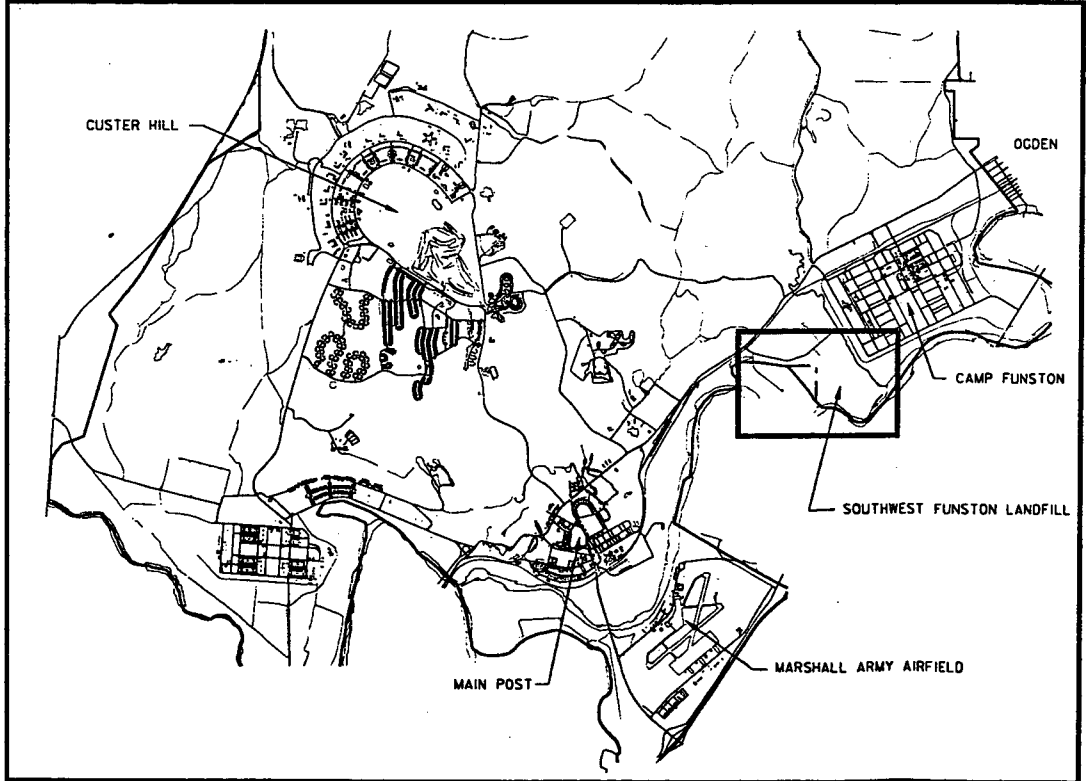 CUSTER HILL
OGDEN
CAMP FUNSTON
SOUTHWEST FUNSTON LANDFILL
MARSHALL ARMY AIRFIELD
MAIN POST